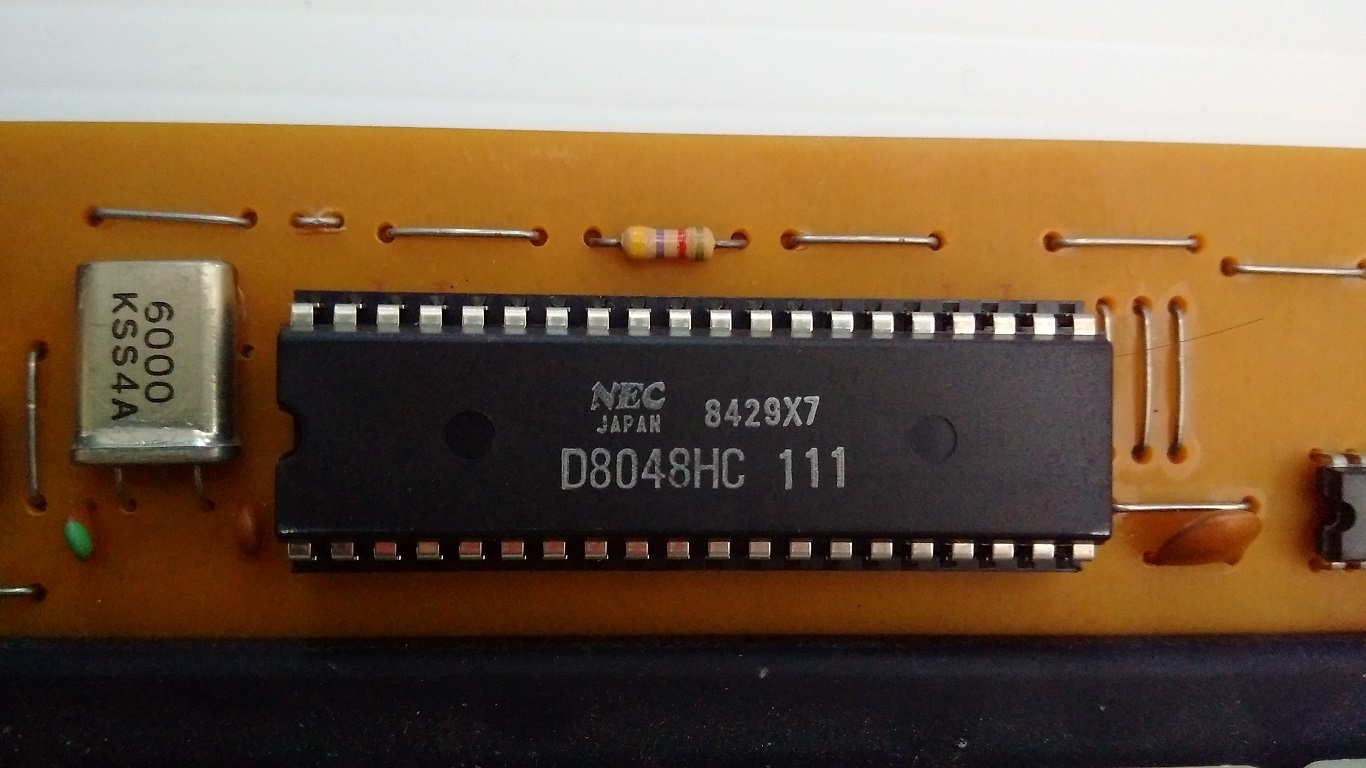 6000
KSS4A
NEC
JAPAN 8429X7
D8048HC 111